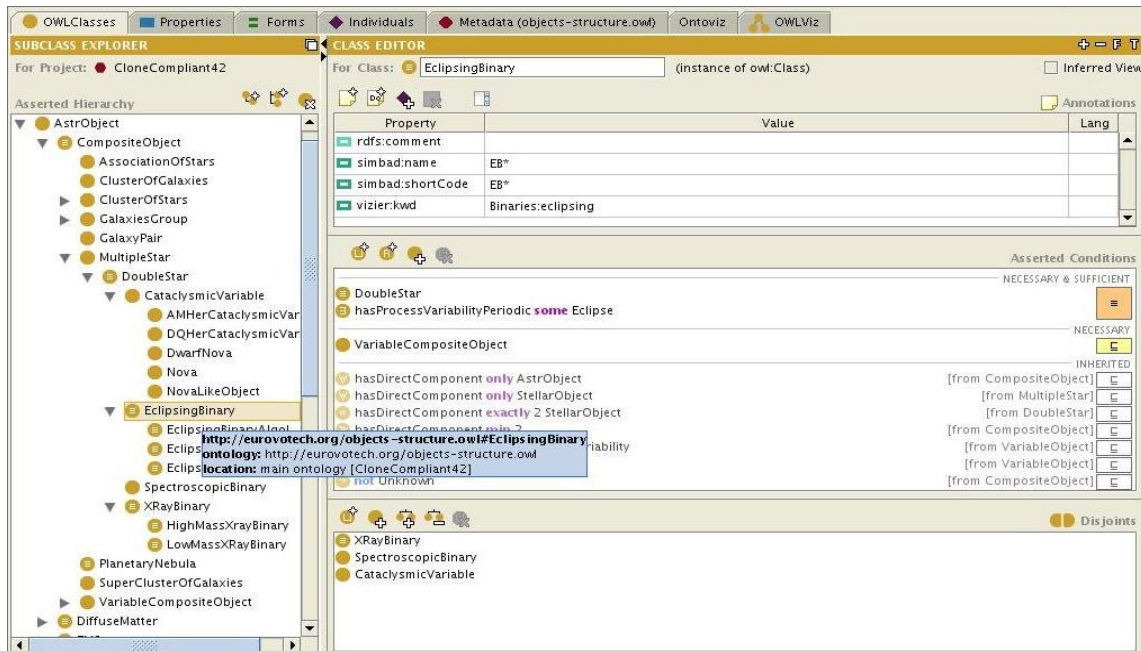 OWLClasses Properties Forms Individuals Metadata (objects-structure.owl) Ontoviz OWLViz
SUBCLASS EXPLORER
For Project: CloneCompliant42
Asserted Hierarchy
AstrObject
CompositeObject
AssociationOfStars
ClusterOfGalaxies
ClusterOfStars
GalaxiesGroup
GalaxyPair
MultipleStar
DoubleStar
CataclysmicVariable
AMHerCataclysmicVar
DQHerCataclysmicVar
DwarfNova
Nova
NovaLikeObject
EclipsingBinary
EclipsingBinaryAlgol
Eclips
Eclips
http://eurovotech.org/objects-structure.owl#EclipsingBinary
ontology: http://eurovotech.org/objects-structure.owl
location: main ontology [CloneCompliant42]
SpectroscopicBinary
XRayBinary
HighMassXrayBinary
LowMassXRayBinary
PlanetaryNebula
SuperClusterOfGalaxies
VariableCompositeObject
DiffuseMatter
CLASS EDITOR
F T
For Class: EclipsingBinary (instance of owl:Class) Inferred View
Annotations
Property Value Lang
rdfs:comment
simbad:name EB*
simbad:shortCode EB*
vizier:kwd Binaries:eclipsing
Asserted Conditions
NECESSARY & SUFFICIENT
DoubleStar
hasProcessVariabilityPeriodic some Eclipse
NECESSARY
VariableCompositeObject
INHERITED
hasDirectComponent only AstrObject [from CompositeObject]
hasDirectComponent only StellarObject [from MultipleStar]
hasDirectComponent exactly 2 StellarObject [from DoubleStar]
hasDirectComponent min 2 [from CompositeObject]
riability [from VariableObject]
[from VariableObject]
not Unknown [from CompositeObject]
Disjoints
XRayBinary
SpectroscopicBinary
CataclysmicVariable